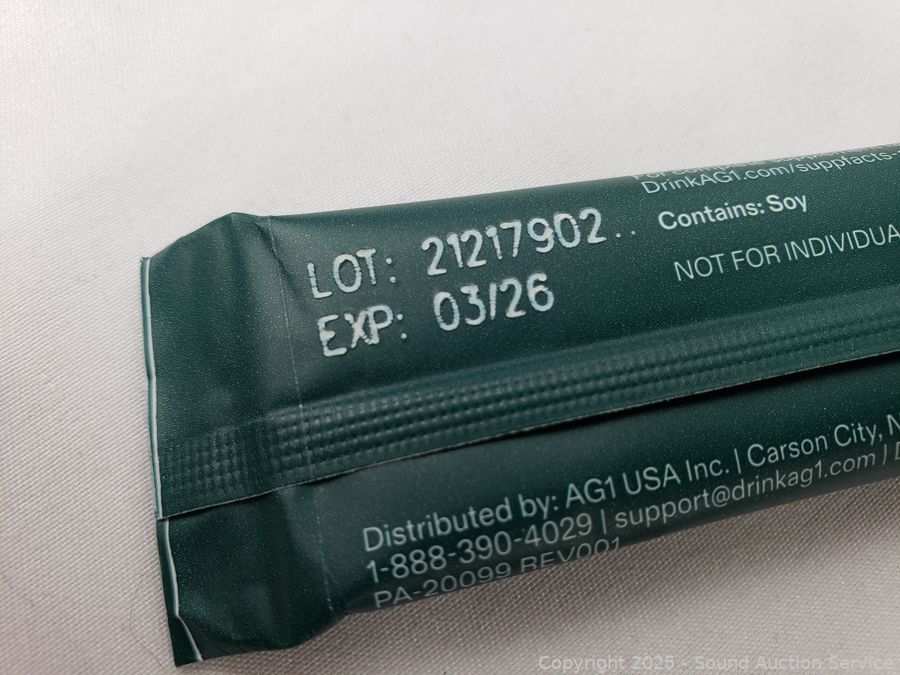 DrinkAG1.com/suppfacts-
Contains: Soy
NOT FOR INDIVIDUA
LOT: 21217902..
EXP: 03/26
Distributed by: AG1 USA Inc. | Carson City, N
1-888-390-4029 | support@drinkag1.com |
PA-20099 REV001
Copyright 2025 - Sound Auction Service